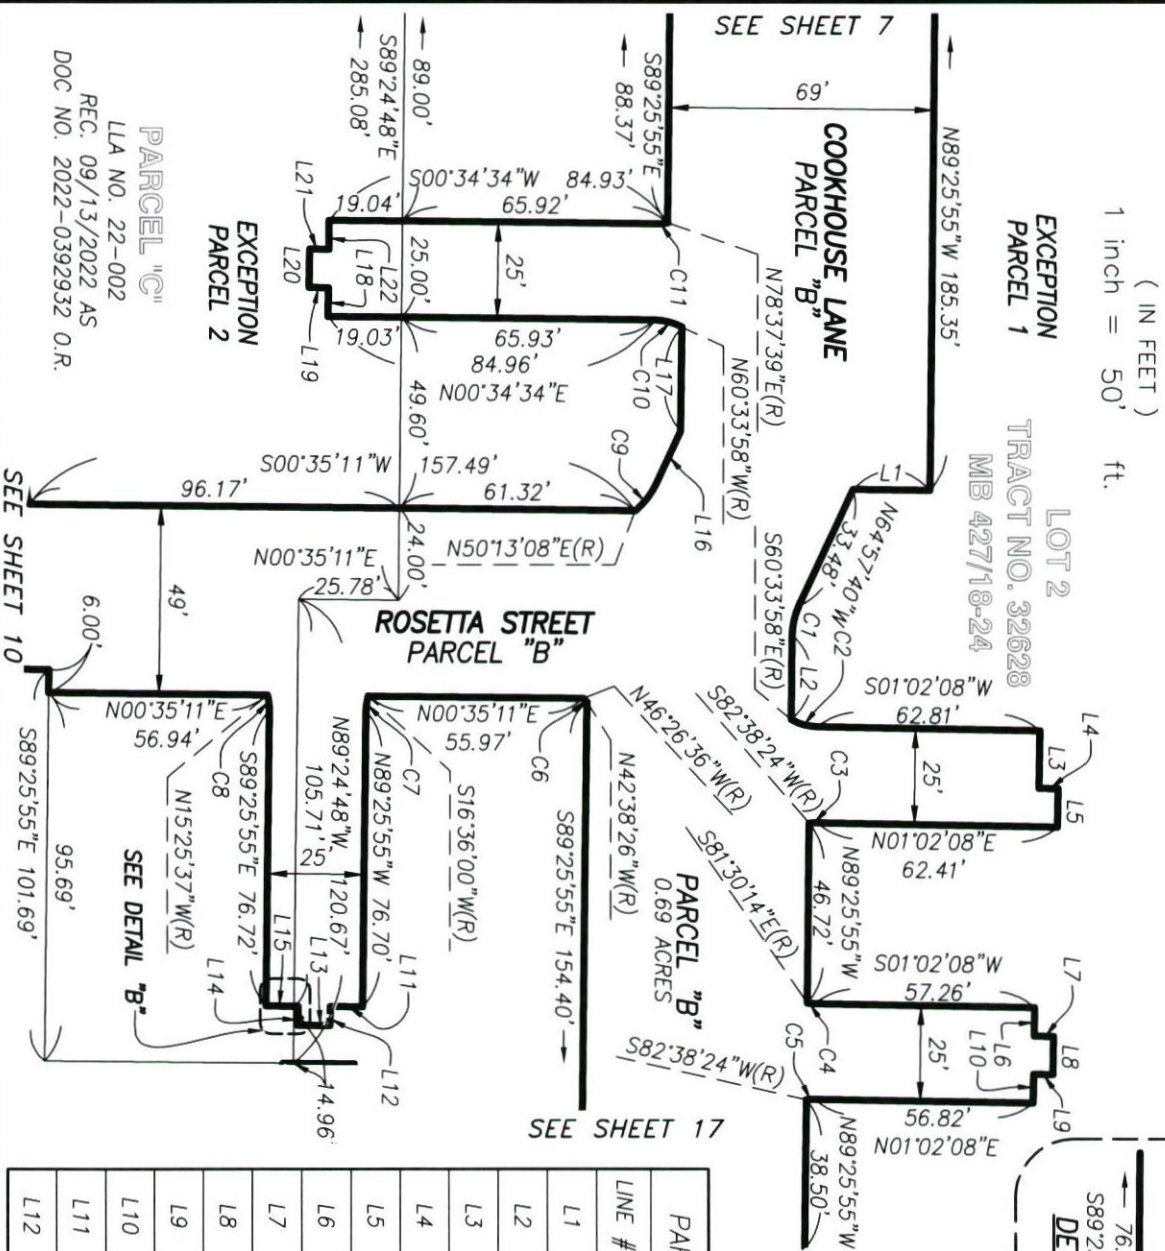 ( IN FEET )
1 inch = 50' ft.
EXCEPTION
PARCEL 1
LOT 2
TRACT NO. 32628
MB 427/18-24
SEE SHEET 7
N89°25'55"W 185.35'
69'
COOKHOUSE LANE
PARCEL "B"
S89°25'55"E
88.37'
89.00'
S89°24'48"E
285.08'
S00°34'34"W 84.93'
65.92'
19.04'
C11
N78°37'39"E(R)
N60°33'58"W(R)
25'
25.00'
L22
L18
L21
L20
L19
EXCEPTION
PARCEL 2
PARCEL "C"
LLA NO. 22-002
REC. 09/13/2022 AS
DOC NO. 2022-0392932 O.R.
19.03'
65.93'
84.96'
N00°34'34"E
C10
L17
C9
L16
49.60'
S00°35'11"W 157.49'
96.17'
61.32'
N50°13'08"E(R)
24.00'
N00°35'11"E
25.78'
ROSETTA STREET
PARCEL "B"
49'
6.00'
SEE SHEET 10
L1
N64°57'40"W
33.48'
C1
C2
L2
S60°33'58"E(R)
S01°02'08"W
62.81'
L4
L3
L5
25'
N01°02'08"E
62.41'
C3
S82°38'24"W(R)
N46°26'36"W(R)
N42°38'26"W(R)
C6
N00°35'11"E
55.97'
C7
S16°36'00"W(R)
N00°35'11"E
56.94'
C8
N15°25'37"W(R)
N89°25'55"W
46.72'
S81°30'14"E(R)
C4
S01°02'08"W
57.26'
L7
L8
L6
L10
L9
25'
56.82'
N01°02'08"E
C5
S82°38'24"W(R)
N89°25'55"W
38.50'
PARCEL "B"
0.69 ACRES
S89°25'55"E 154.40'
N89°25'55"W 76.70'
N89°24'48"W
105.71'
120.67'
25'
S89°25'55"E 76.72'
L11
L12
L13
L15
L14
14.96'
SEE DETAIL "B"
95.69'
S89°25'55"E 101.69'
SEE SHEET 17
76.
S89°2
DE
PAR
LINE #
L1
L2
L3
L4
L5
L6
L7
L8
L9
L10
L11
L12